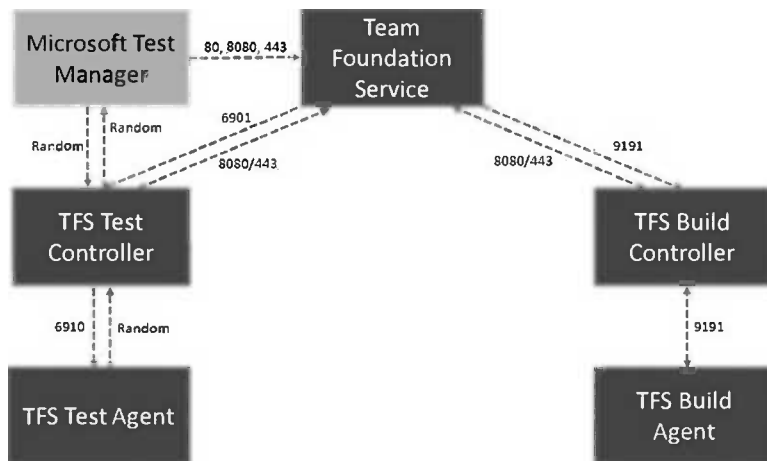 Microsoft Test
Manager
80, 8080, 443
Team
Foundation
Service
Random
Random
6901
8080/443
9191
8080/443
TFS Test
Controller
TFS Build
Controller
6910
Random
9191
TFS Test Agent
TFS Build
Agent